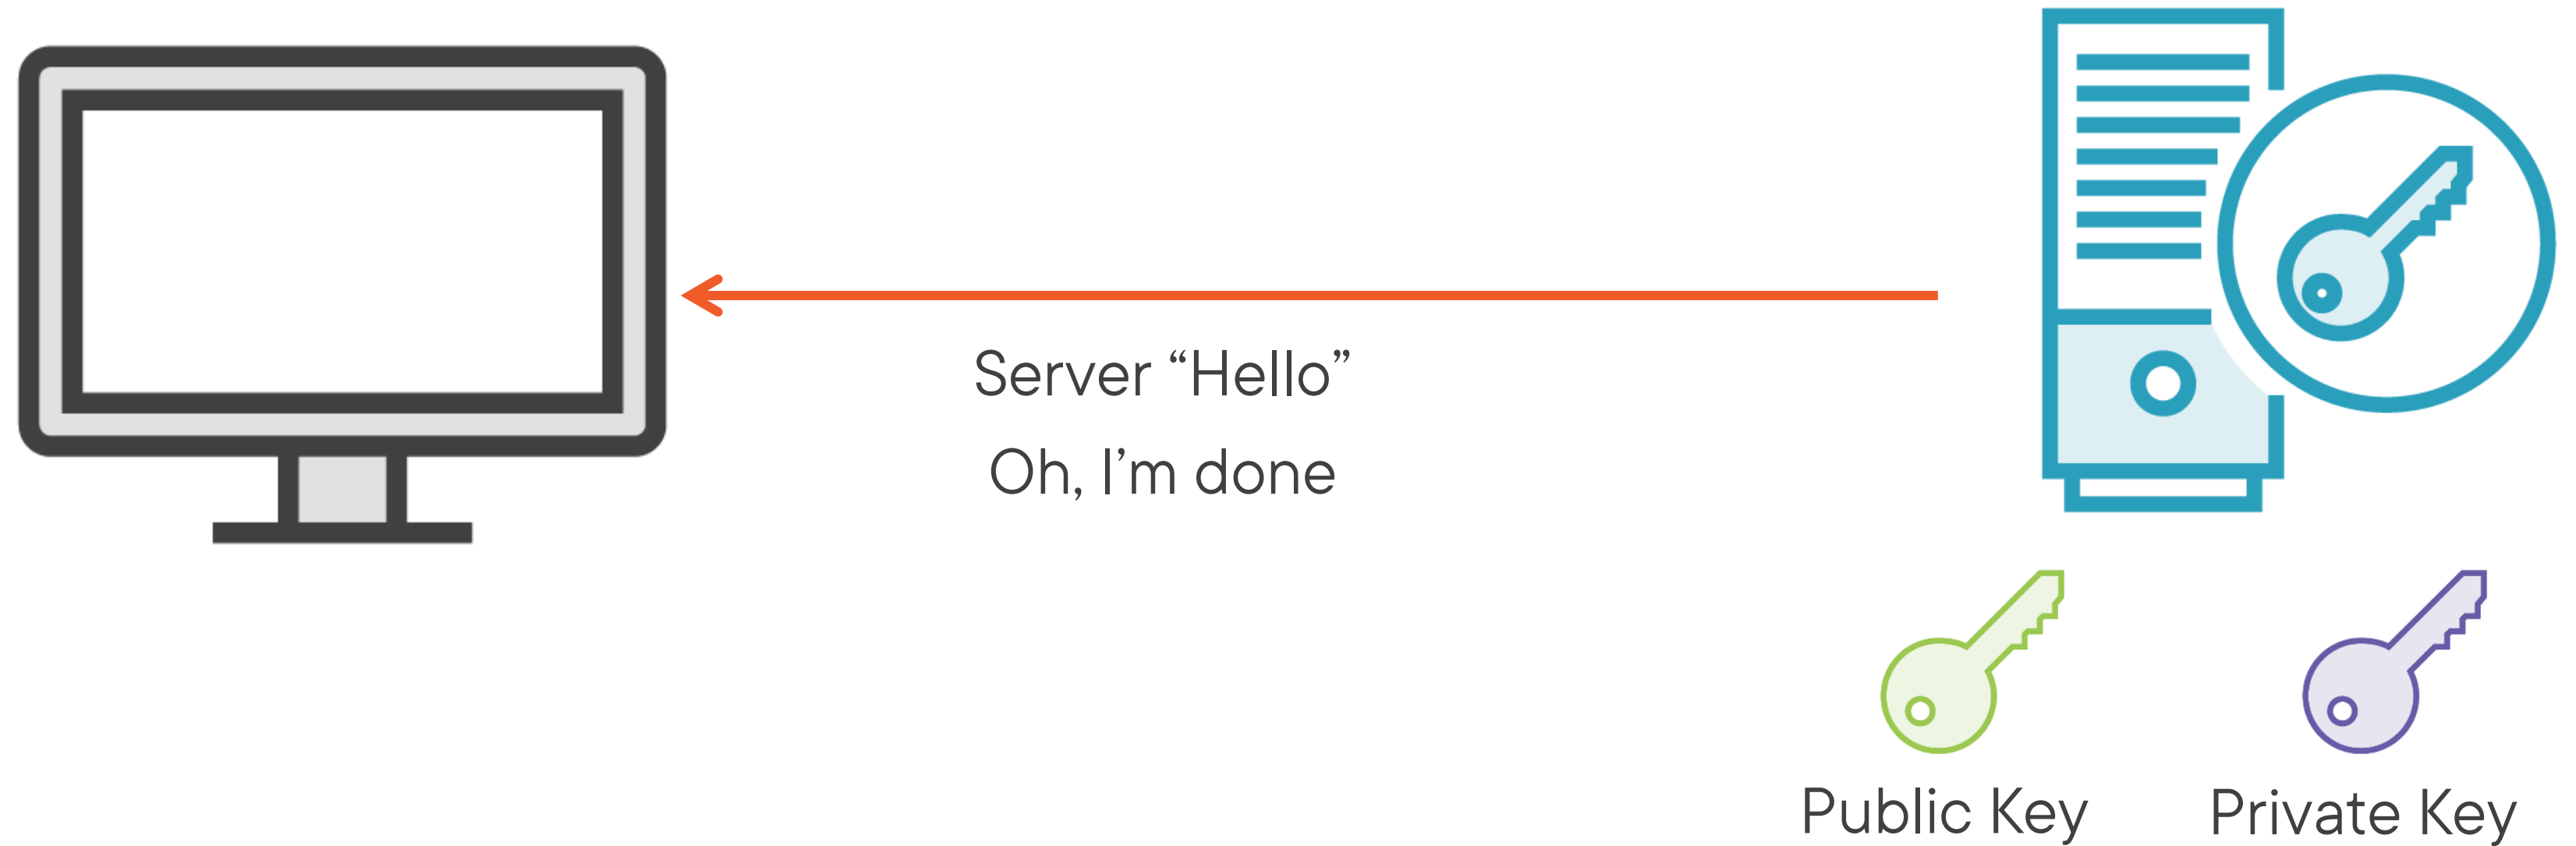 Server “Hello”
Oh, I’m done
Public Key
Private Key